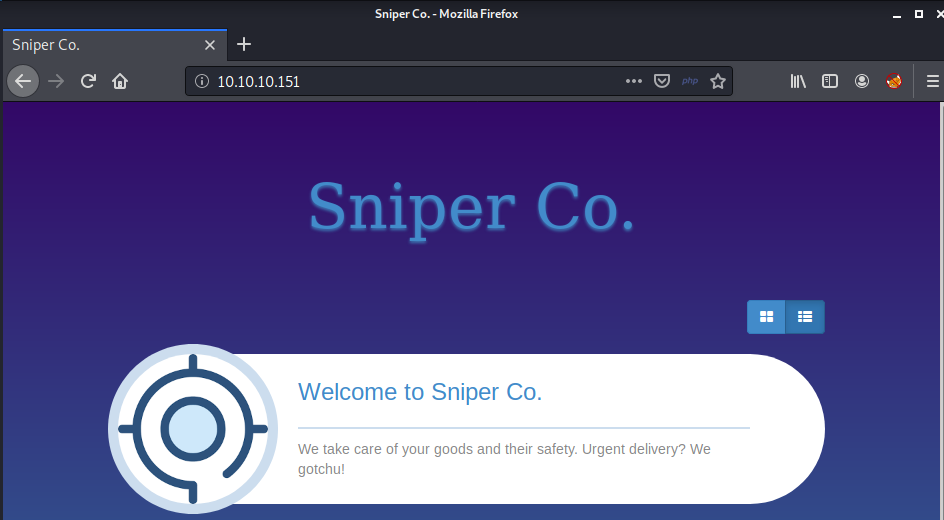 Sniper Co. - Mozilla Firefox
Sniper Co.
10.10.10.151
php
Sniper Co.
Welcome to Sniper Co.
We take care of your goods and their safety. Urgent delivery? We
gotchu!